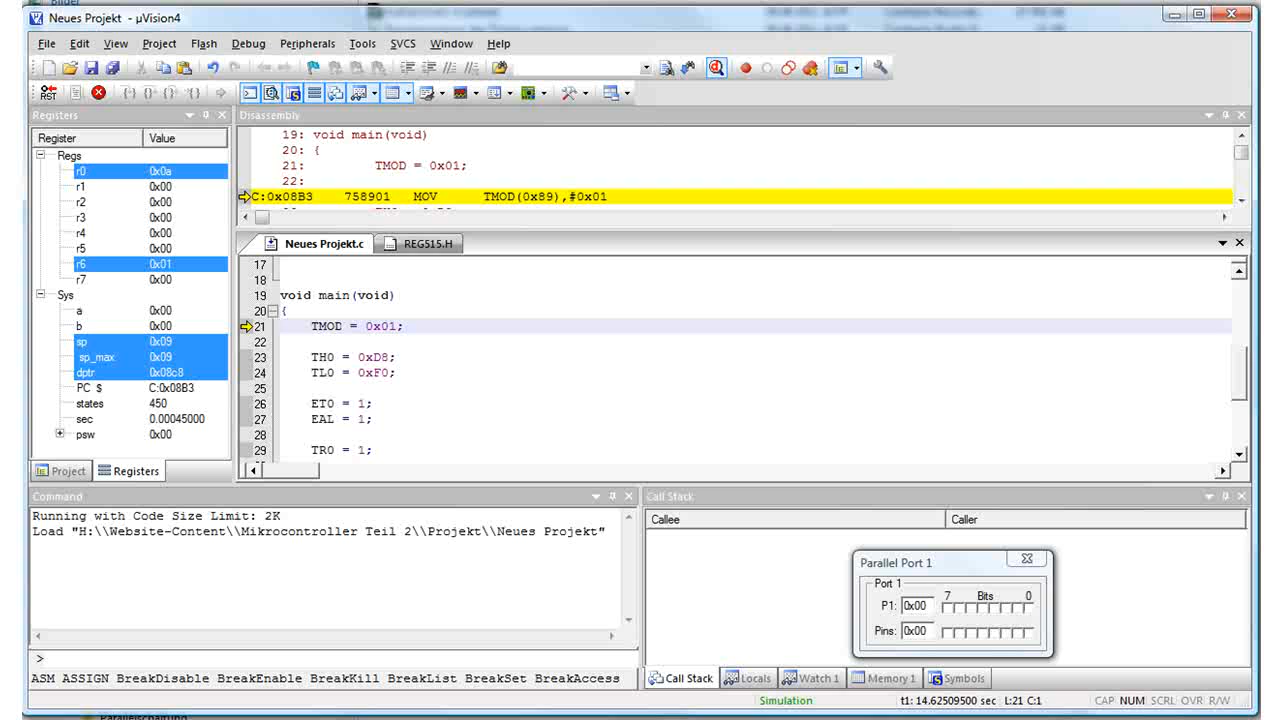 Neues Projekt - µVision4
File Edit View Project Flash Debug Peripherals Tools SVCS Window Help
RST
Registers
Disassembly
Register Value
Regs
r0 0x0a
r1 0x00
r2 0x00
r3 0x00
r4 0x00
r5 0x00
r6 0x01
r7 0x00
Sys
a 0x00
b 0x00
sp 0x09
sp_max 0x09
dptr 0x08c8
PC $ C:0x08B3
states 450
sec 0.00045000
psw 0x00
Project Registers
19: void main(void)
20: {
21: TMOD = 0x01;
22:
C:0x08B3 758901 MOV TMOD(0x89),#0x01
Neues Projekt.c REG515.H
17
18
19 void main(void)
20 {
21 TMOD = 0x01;
22
23 TH0 = 0xD8;
24 TL0 = 0xF0;
25
26 ET0 = 1;
27 EAL = 1;
28
29 TR0 = 1;
Command
Running with Code Size Limit: 2K
Load "H:\\Website-Content\\Mikrocontroller Teil 2\\Projekt\\Neues Projekt"
>
ASM ASSIGN BreakDisable BreakEnable BreakKill BreakList BreakSet BreakAccess
Call Stack
Callee Caller
Parallel Port 1
Port 1
7 Bits 0
P1: 0x00
Pins: 0x00
Call Stack Locals Watch 1 Memory 1 Symbols
Simulation t1: 14.62509500 sec L:21 C:1 CAP NUM SCRL OVR R/W